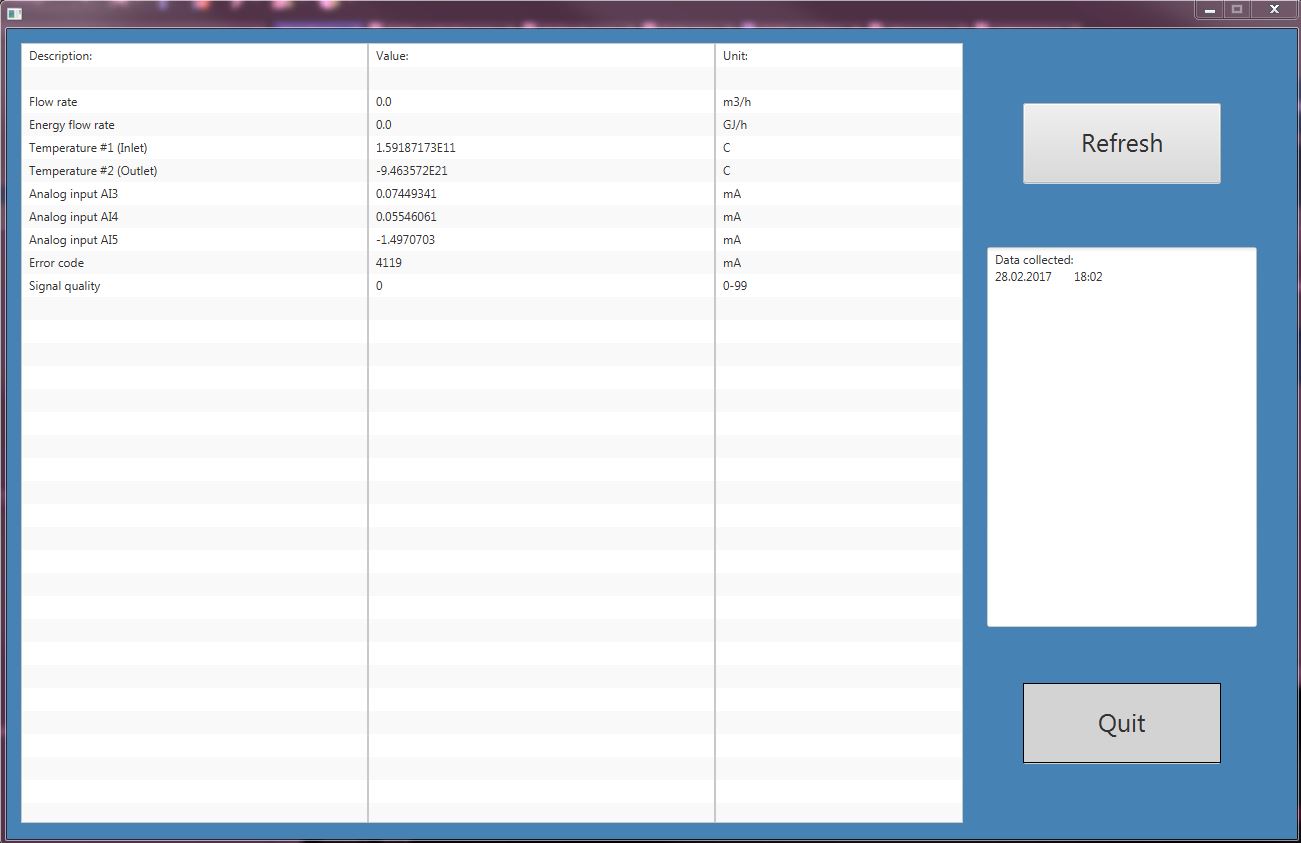 Description: Value: Unit:
Flow rate 0.0 m3/h
Energy flow rate 0.0 GJ/h
Temperature #1 (Inlet) 1.59187173E11 C
Temperature #2 (Outlet) -9.463572E21 C
Analog input AI3 0.07449341 mA
Analog input AI4 0.05546061 mA
Analog input AI5 -1.4970703 mA
Error code 4119 mA
Signal quality 0 0-99
Refresh
Data collected:
28.02.2017 18:02
Quit